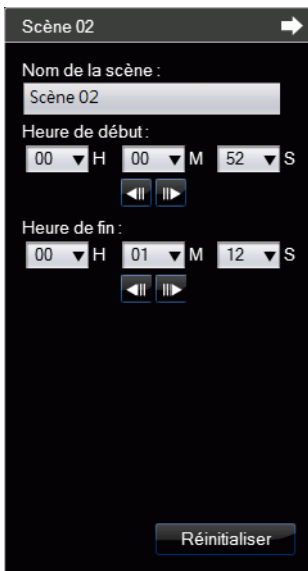 Scène 02
Nom de la scène :
Scène 02
Heure de début :
00 H 00 M 52 S
Heure de fin :
00 H 01 M 12 S
Réinitialiser